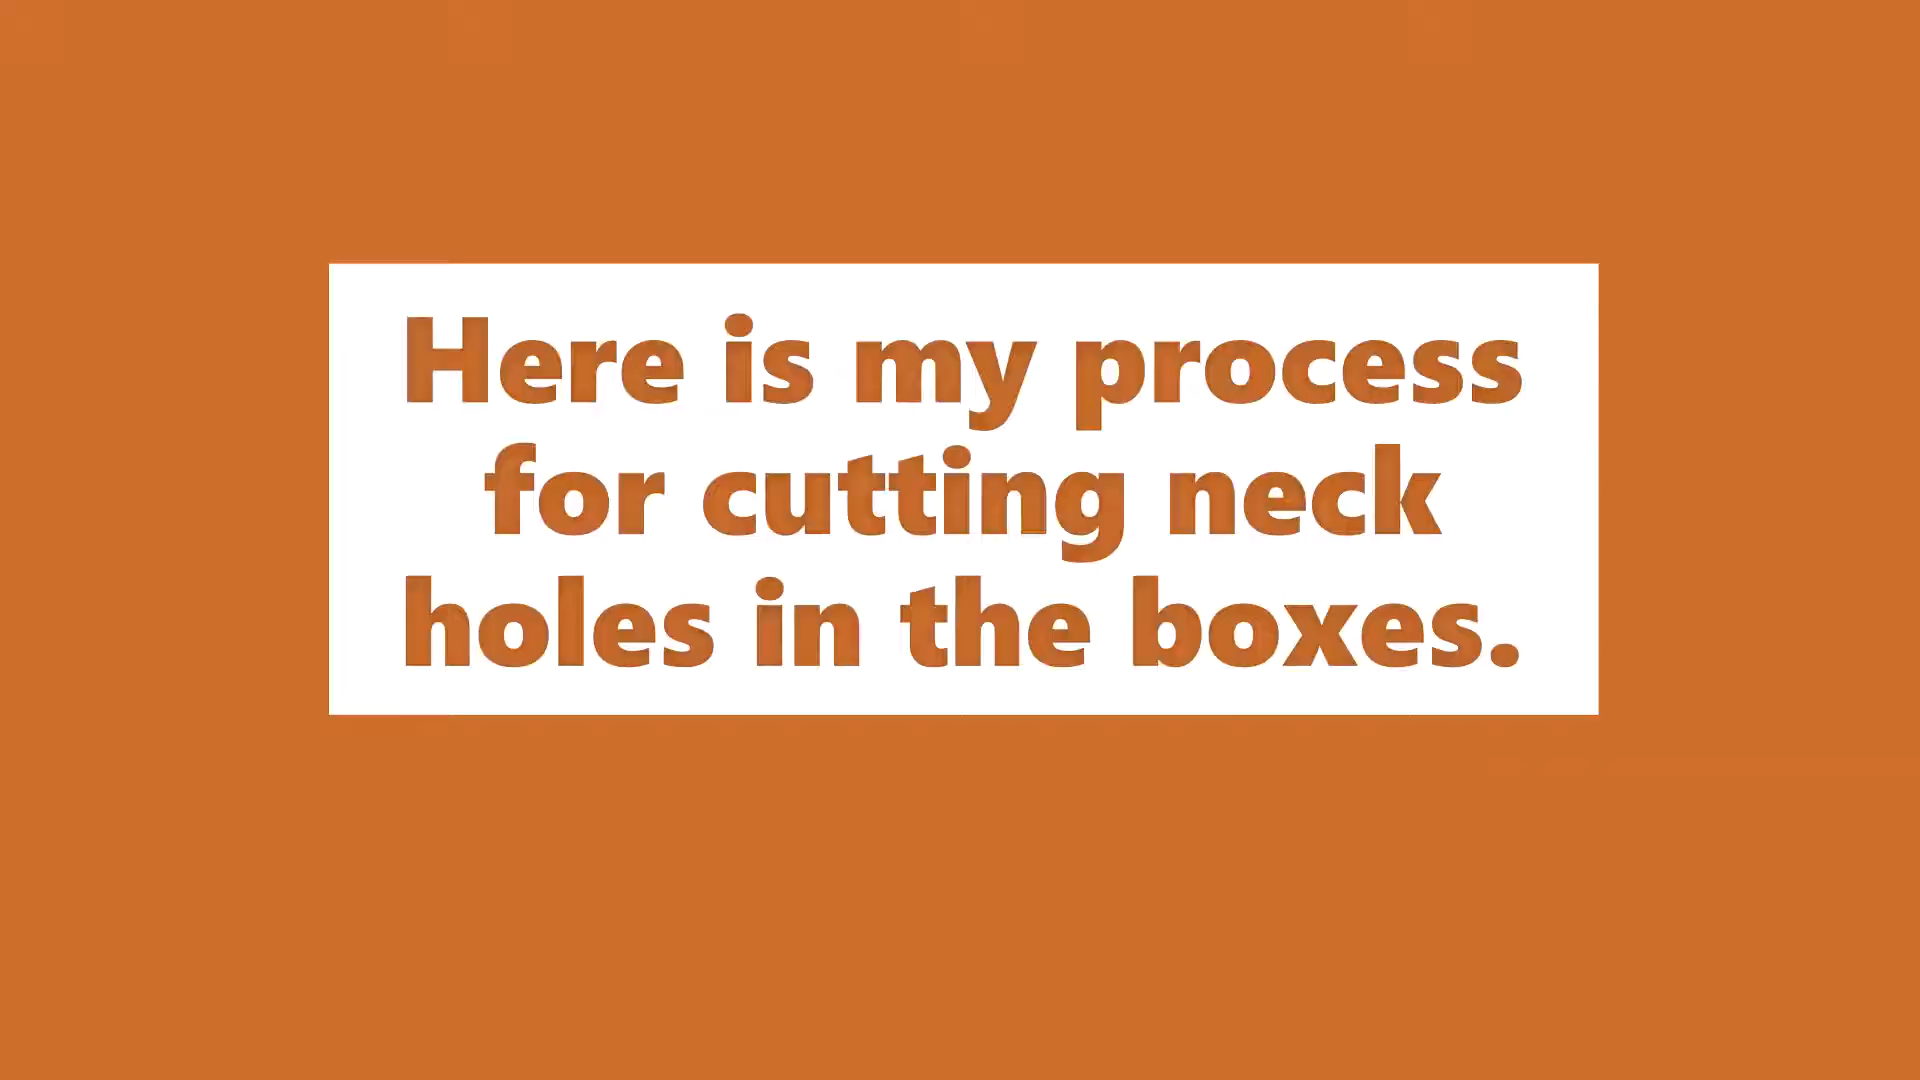 Here is my process
for cutting neck
holes in the boxes.